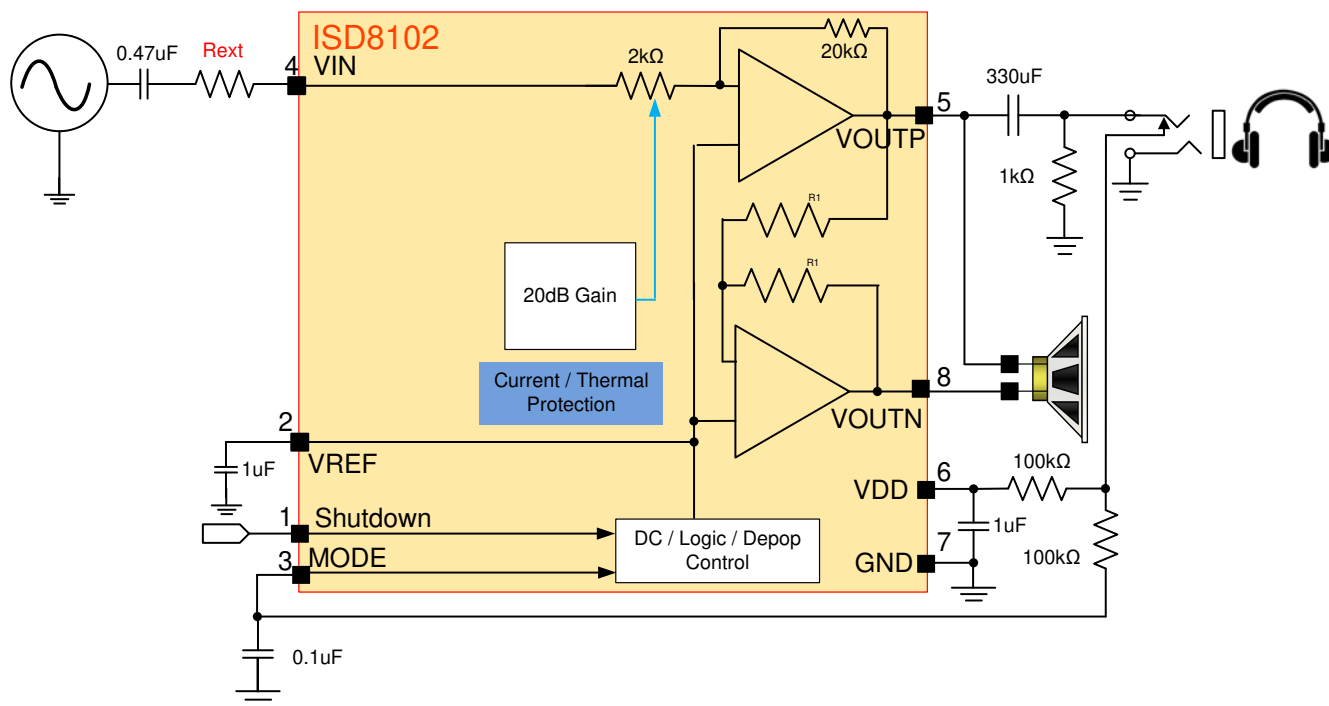 ISD8102
0.47uF
Rext
4
VIN
2kΩ
20kΩ
5
VOUTP
330uF
1kΩ
R1
R1
20dB Gain
Current / Thermal
Protection
8
VOUTN
2
VREF
1uF
1
Shutdown
3
MODE
DC / Logic / Depop
Control
6
VDD
100kΩ
1uF
7
GND
100kΩ
0.1uF